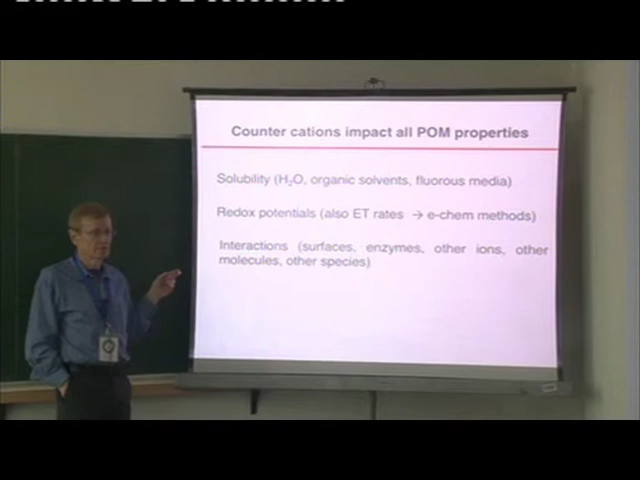 Counter cations impact all POM properties
Solubility (H₂O, organic solvents, fluorous media)
Redox potentials (also ET rates → e-chem methods)
Interactions (surfaces, enzymes, other ions, other
molecules, other species)